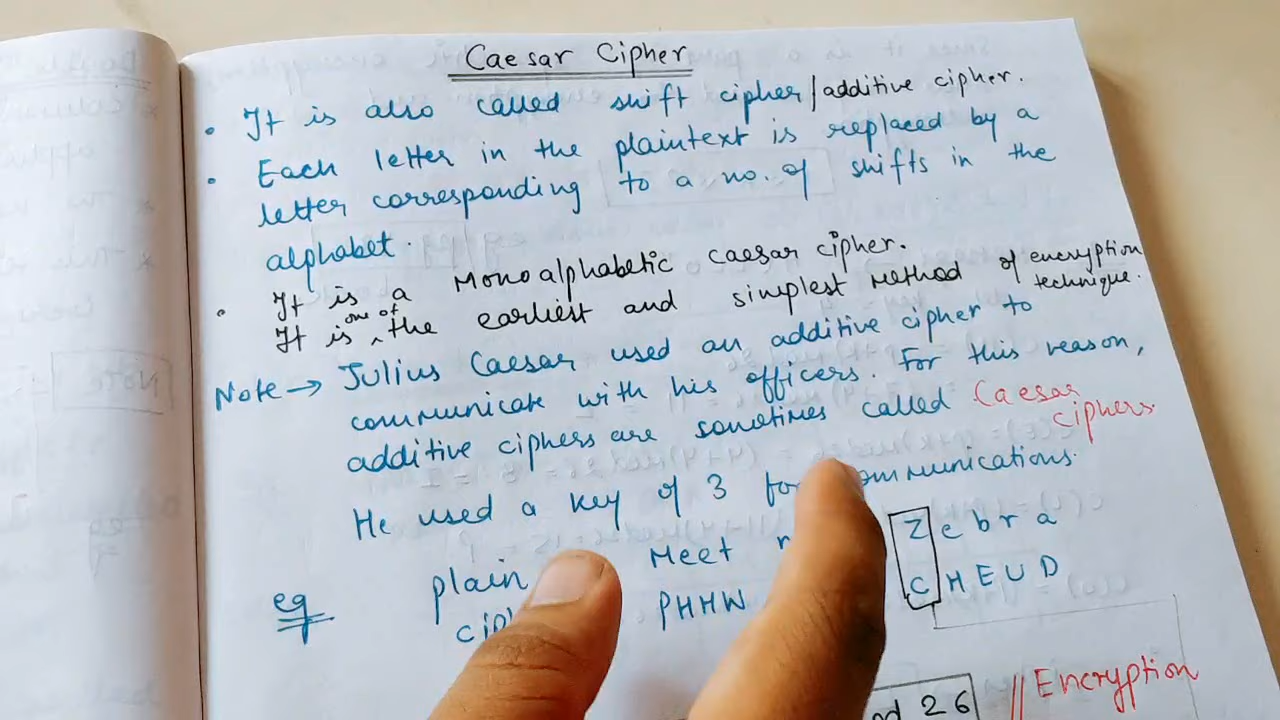 Caesar Cipher
• It is also called shift cipher/additive cipher.
• Each letter in the plaintext is replaced by a
letter corresponding to a no. of shifts in the
alphabet.
• It is a Monoalphabetic caesar cipher.
It is one of the earliest and simplest method of encryption
technique.
Note → Julius Caesar used an additive cipher to
communicate with his officers. For this reason,
additive ciphers are sometimes called Caesar
ciphers.
He used a key of 3 for communications.
eg plain Meet Zebra
PHHW CHEUD
26 // Encryption